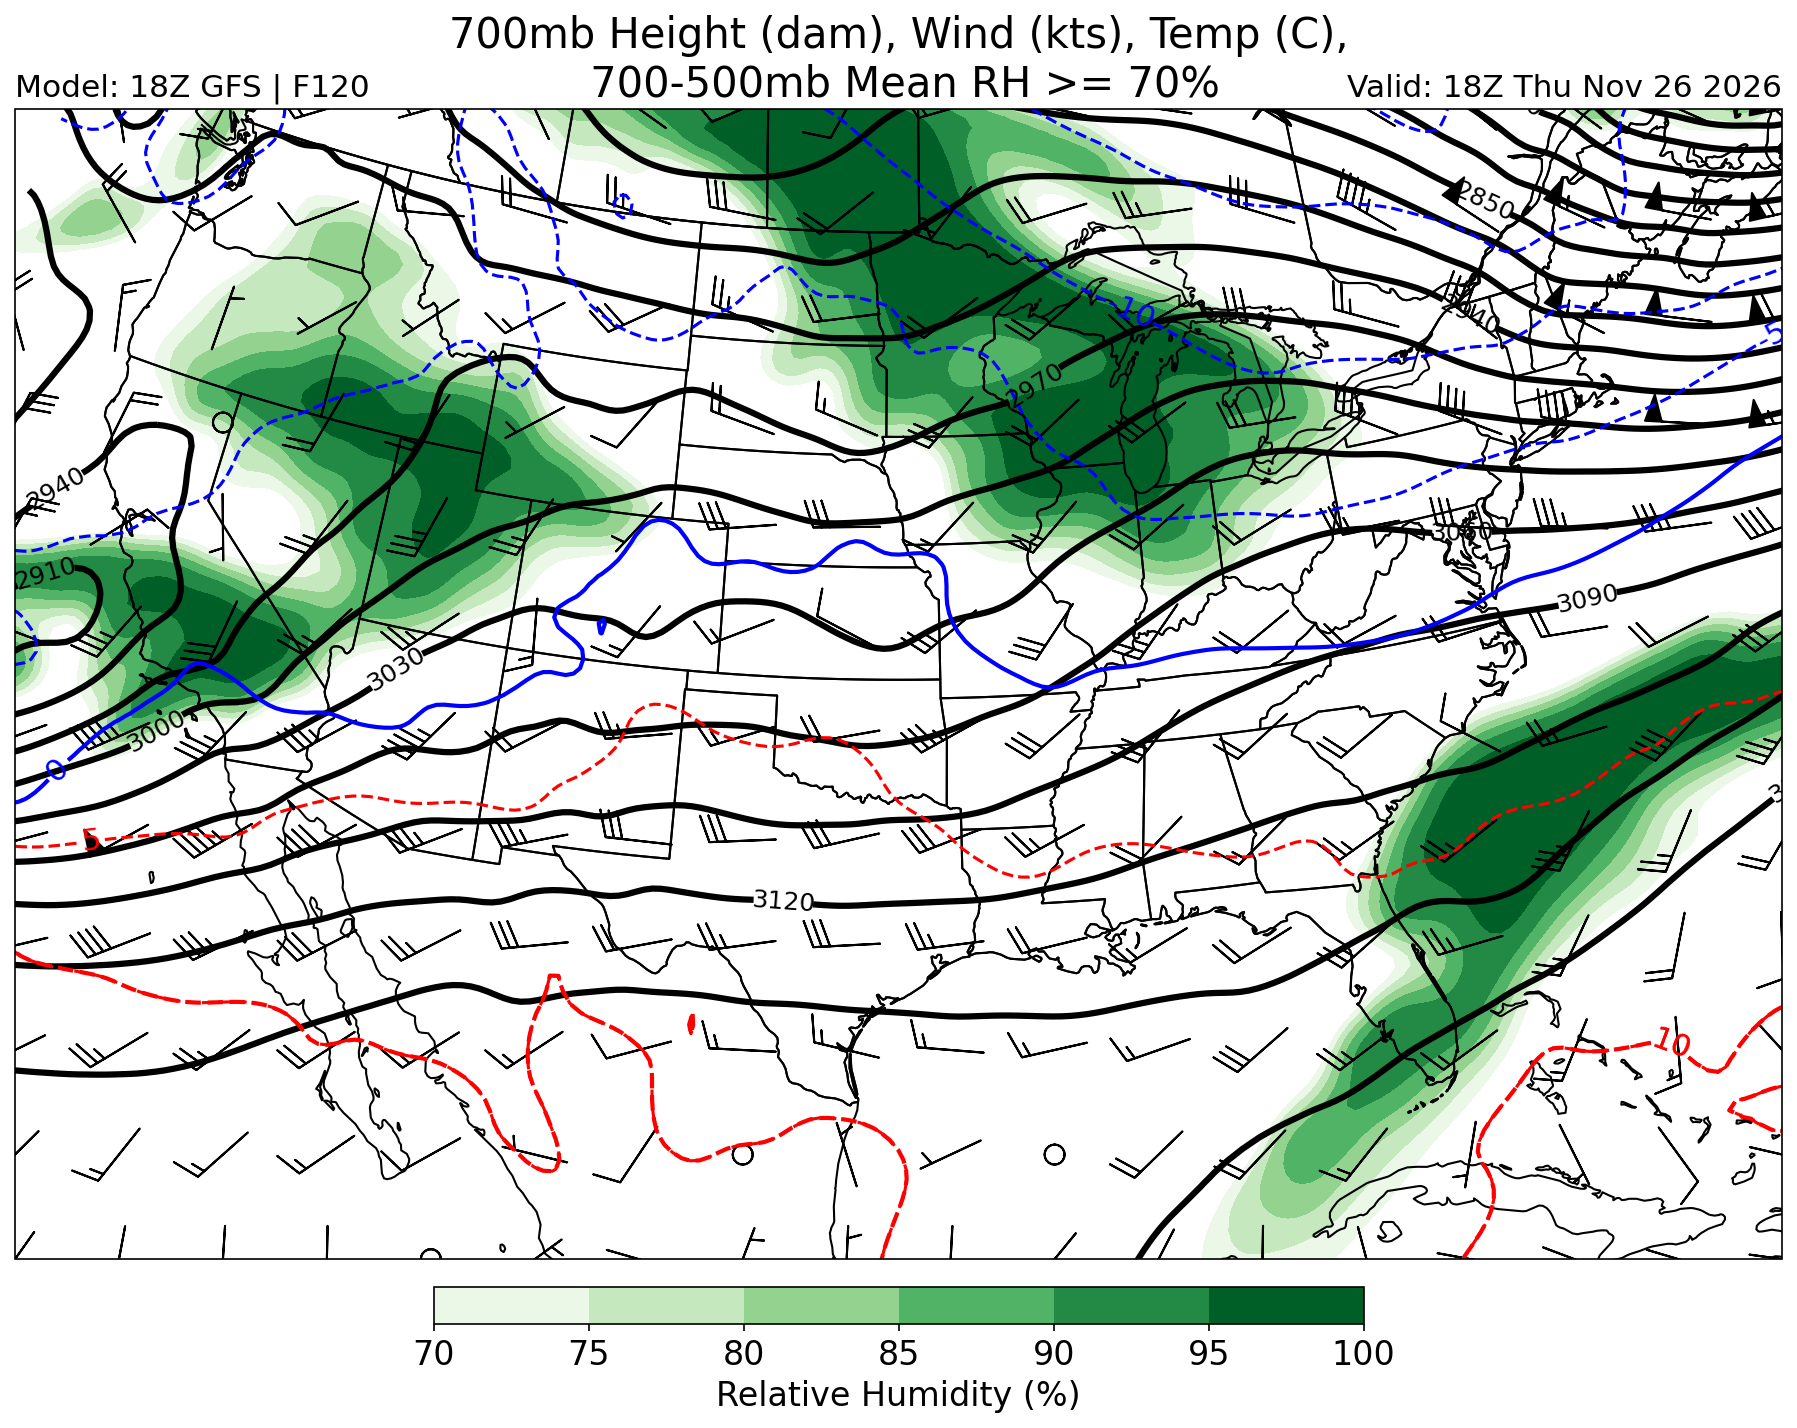 700mb Height (dam), Wind (kts), Temp (C),
700-500mb Mean RH >= 70%
Model: 18Z GFS | F120
Valid: 18Z Thu Nov 26 2026
2850
2940
10
5
2970
2940
3060
2910
3090
3030
3000
0
5
3120
10
70 75 80 85 90 95 100
Relative Humidity (%)